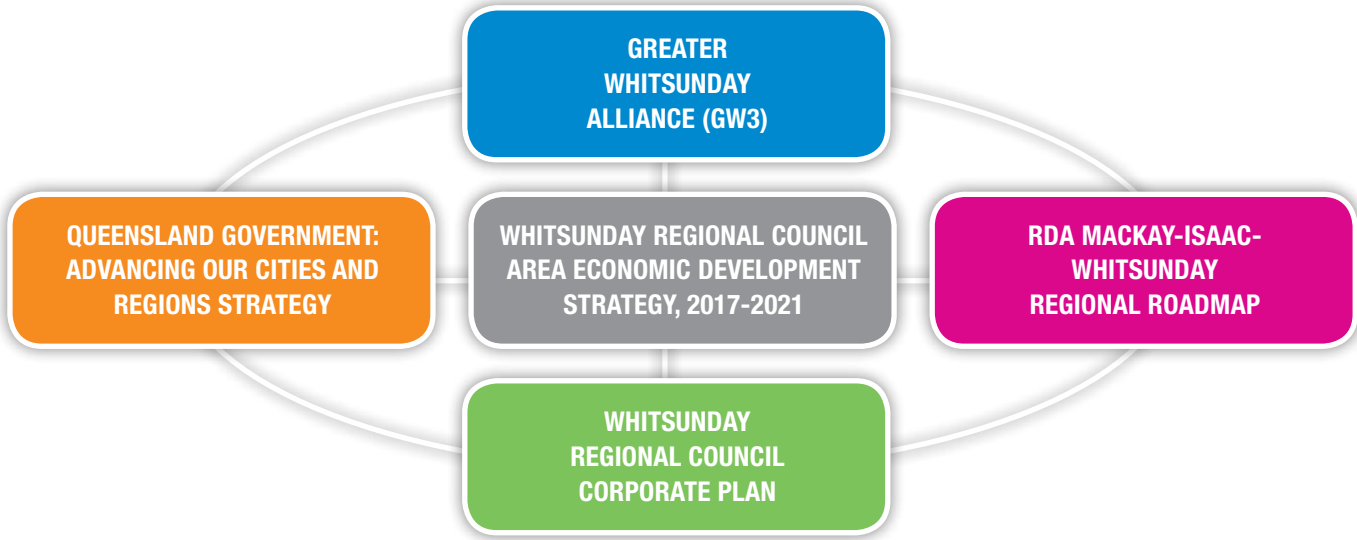 GREATER
WHITSUNDAY
ALLIANCE (GW3)
QUEENSLAND GOVERNMENT:
ADVANCING OUR CITIES AND
REGIONS STRATEGY
WHITSUNDAY REGIONAL COUNCIL
AREA ECONOMIC DEVELOPMENT
STRATEGY, 2017-2021
RDA MACKAY-ISAAC-
WHITSUNDAY
REGIONAL ROADMAP
WHITSUNDAY
REGIONAL COUNCIL
CORPORATE PLAN